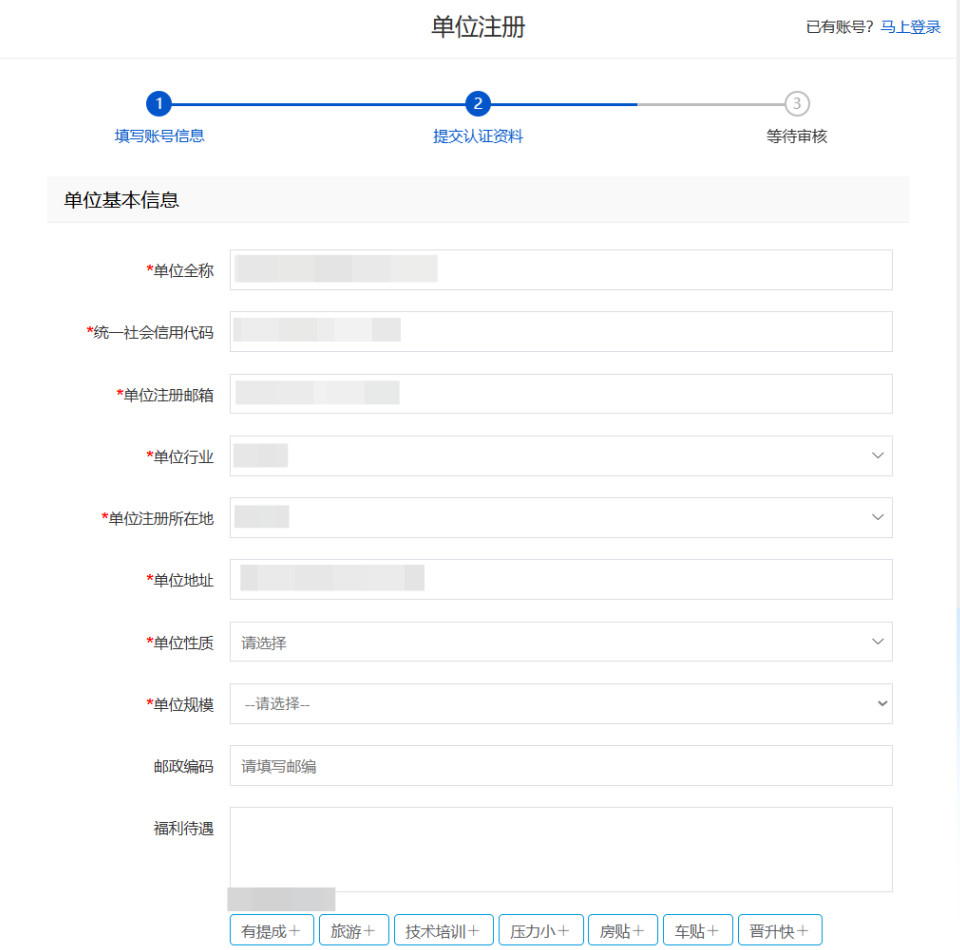 单位注册
已有账号？马上登录
1 2 3
填写账号信息 提交认证资料 等待审核
单位基本信息
*单位全称
*统一社会信用代码
*单位注册邮箱
*单位行业
*单位注册所在地
*单位地址
*单位性质 请选择
*单位规模 --请选择--
邮政编码 请填写邮编
福利待遇
有提成+ 旅游+ 技术培训+ 压力小+ 房贴+ 车贴+ 晋升快+